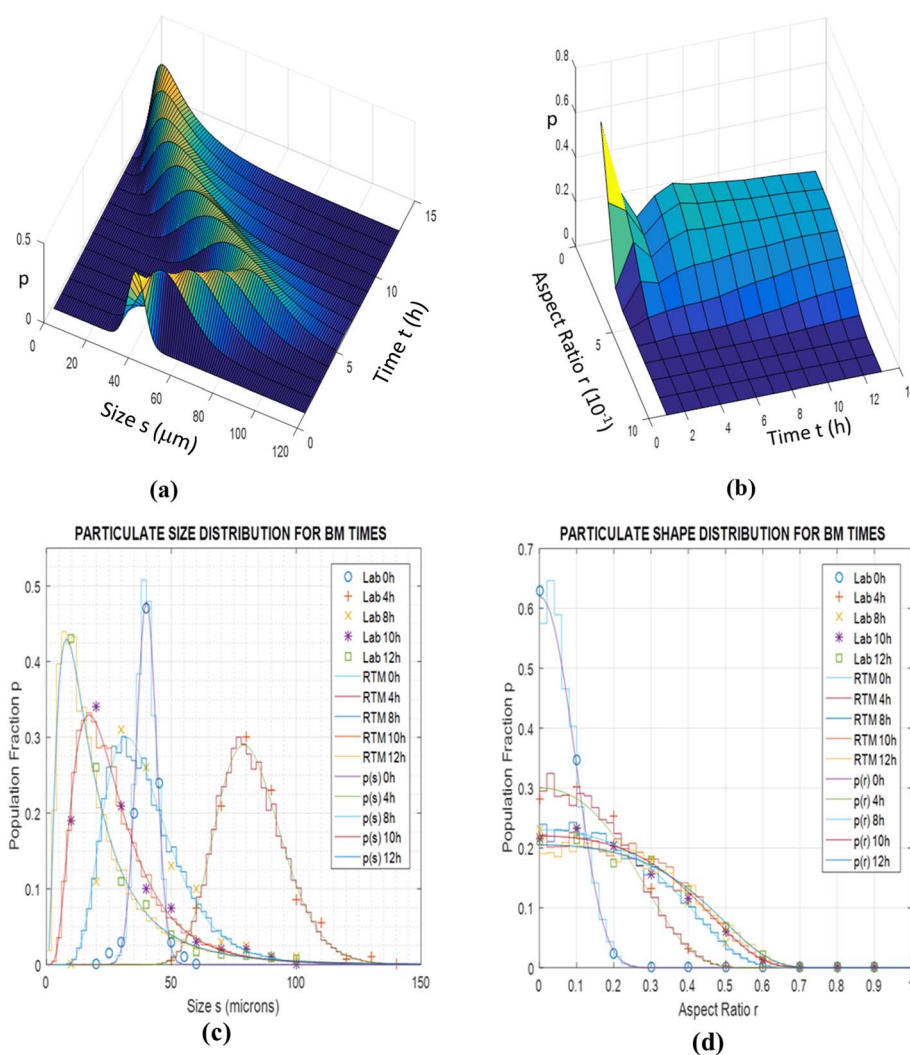 0.5
p
0
0
20
40
60
80
100
120
Size s (μm)
0
5
10
15
Time t (h)
(a)
0.8
0.6
p
0.4
0.2
0
0
5
10
Aspect Ratio r (10-1)
0
2
4
6
8
10
12
1
Time t (h)
(b)
PARTICULATE SIZE DISTRIBUTION FOR BM TIMES
0.5
0.4
0.3
0.2
0.1
0
Population Fraction p
Lab 0h
Lab 4h
Lab 8h
Lab 10h
Lab 12h
RTM 0h
RTM 4h
RTM 8h
RTM 10h
RTM 12h
p(s) 0h
p(s) 4h
p(s) 8h
p(s) 10h
p(s) 12h
0
50
100
150
Size s (microns)
(c)
PARTICULATE SHAPE DISTRIBUTION FOR BM TIMES
0.7
0.6
0.5
0.4
0.3
0.2
0.1
0
Population Fraction p
Lab 0h
Lab 4h
Lab 8h
Lab 10h
Lab 12h
RTM 0h
RTM 4h
RTM 8h
RTM 10h
RTM 12h
p(r) 0h
p(r) 4h
p(r) 8h
p(r) 10h
p(r) 12h
0 0.1 0.2 0.3 0.4 0.5 0.6 0.7 0.8 0.9 1
Aspect Ratio r
(d)